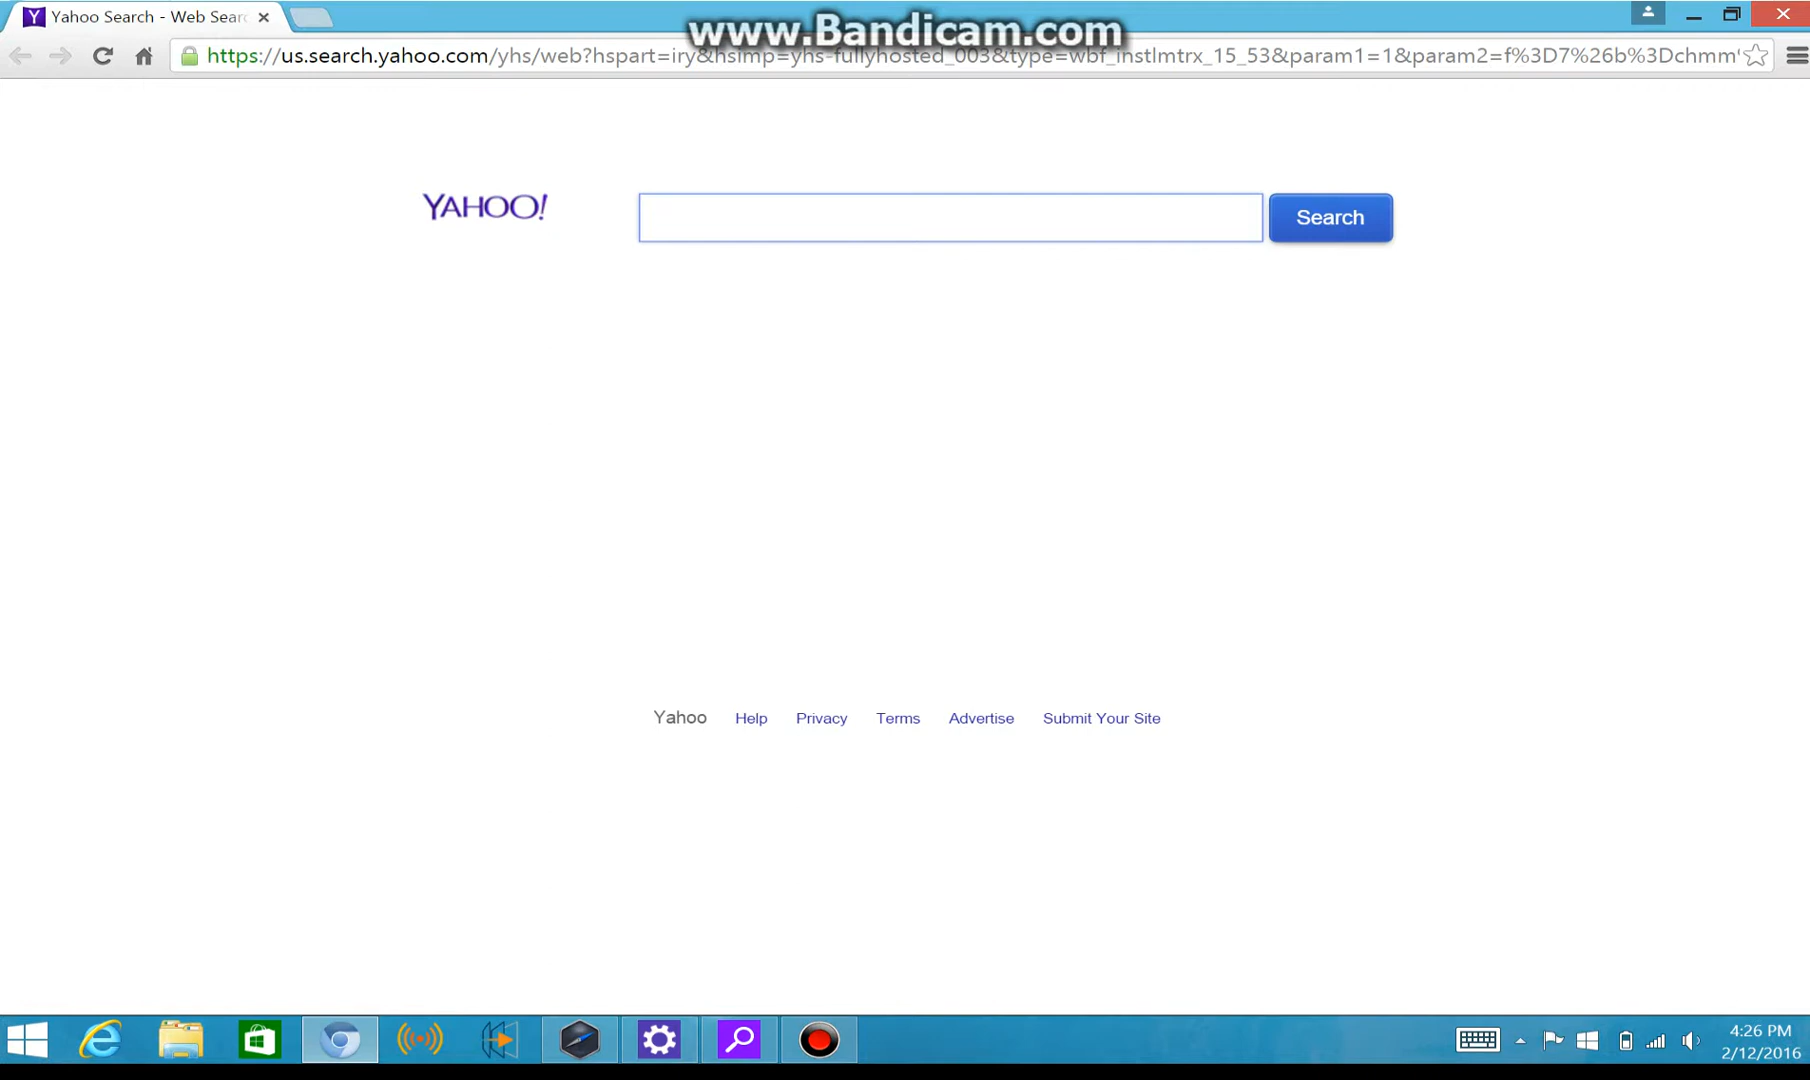 Yahoo Search - Web Sear
www.Bandicam.com
https://us.search.yahoo.com/yhs/web?hspart=iry&hsimp=yhs-fullyhosted_003&type=wbf_instlmtrx_15_53&param1=1&param2=f%3D7%26b%3Dchmm
YAHOO!
Search
Yahoo Help Privacy Terms Advertise Submit Your Site
4:26 PM
2/12/2016